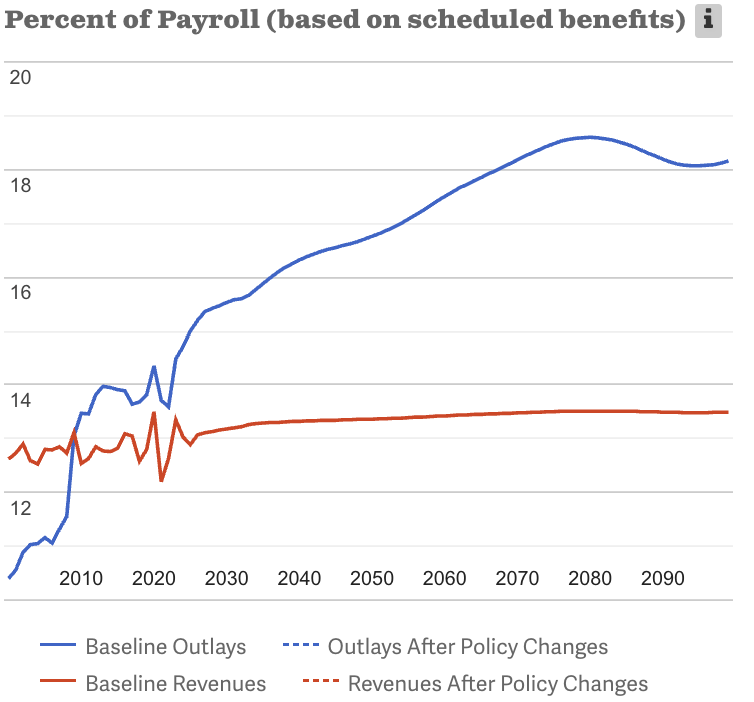 Percent of Payroll (based on scheduled benefits) i
20
18
16
14
12
2010 2020 2030 2040 2050 2060 2070 2080 2090
Baseline Outlays Outlays After Policy Changes
Baseline Revenues Revenues After Policy Changes